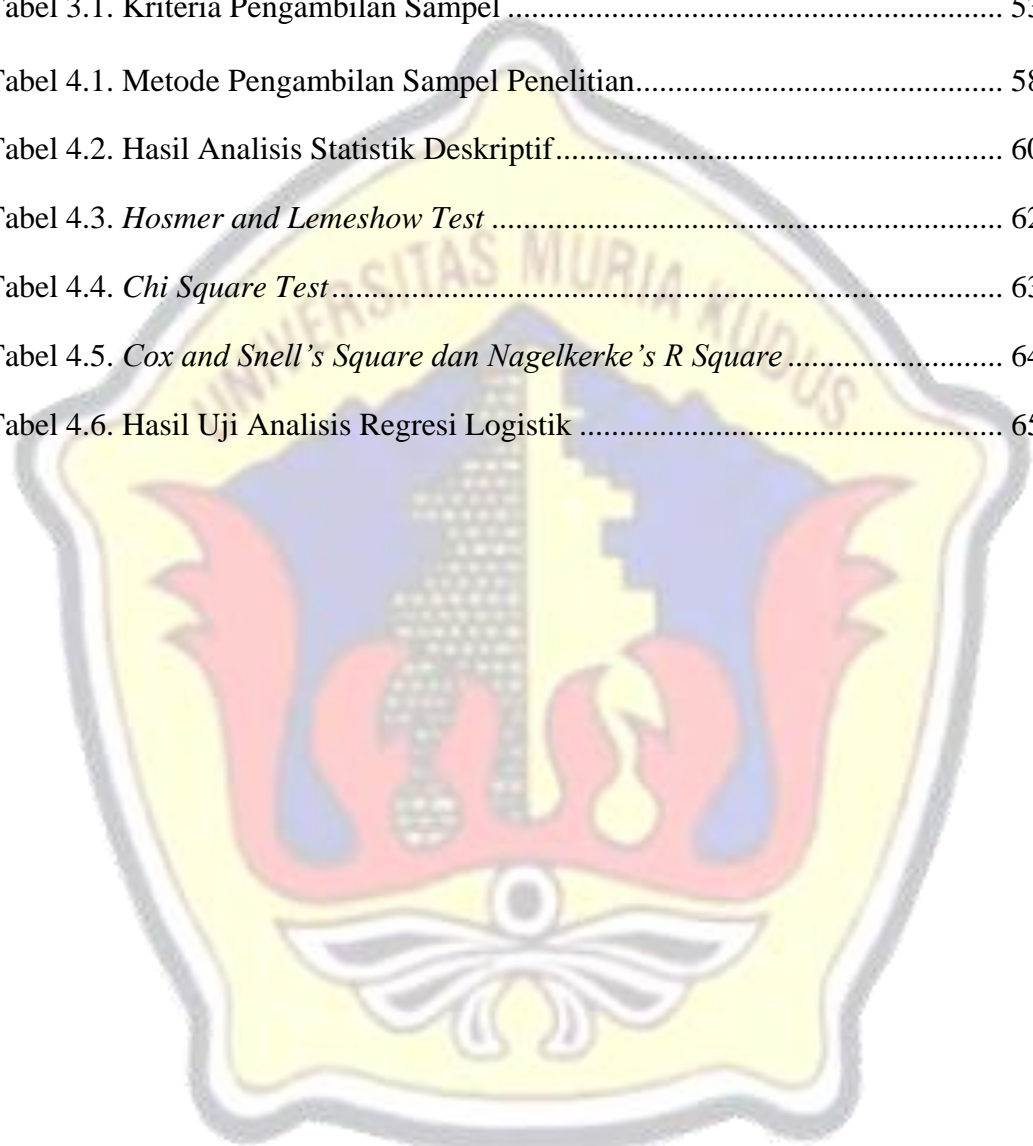 Tabel 3.1. Kriteria Pengambilan Sampel ............................................................. 53
Tabel 4.1. Metode Pengambilan Sampel Penelitian............................................. 58
Tabel 4.2. Hasil Analisis Statistik Deskriptif....................................................... 60
Tabel 4.3. Hosmer and Lemeshow Test ............................................................... 62
Tabel 4.4. Chi Square Test................................................................................... 63
Tabel 4.5. Cox and Snell’s Square dan Nagelkerke’s R Square .......................... 64
Tabel 4.6. Hasil Uji Analisis Regresi Logistik .................................................... 65
UNIVERSITAS MURIA KUDUS